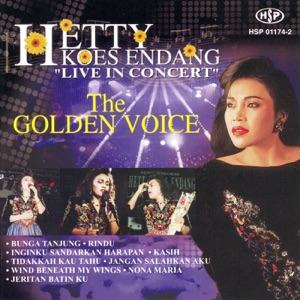 HSP
HSP 01174-2
HETTY
KOES ENDANG
"LIVE IN CONCERT"
The
GOLDEN VOICE
• BUNGA TANJUNG • RINDU
• INGINKU SANDARKAN HARAPAN • KASIH
• TIDAKKAH KAU TAHU • JANGAN SALAHKAN AKU
• WIND BENEATH MY WINGS • NONA MARIA
• JERITAN BATIN KU